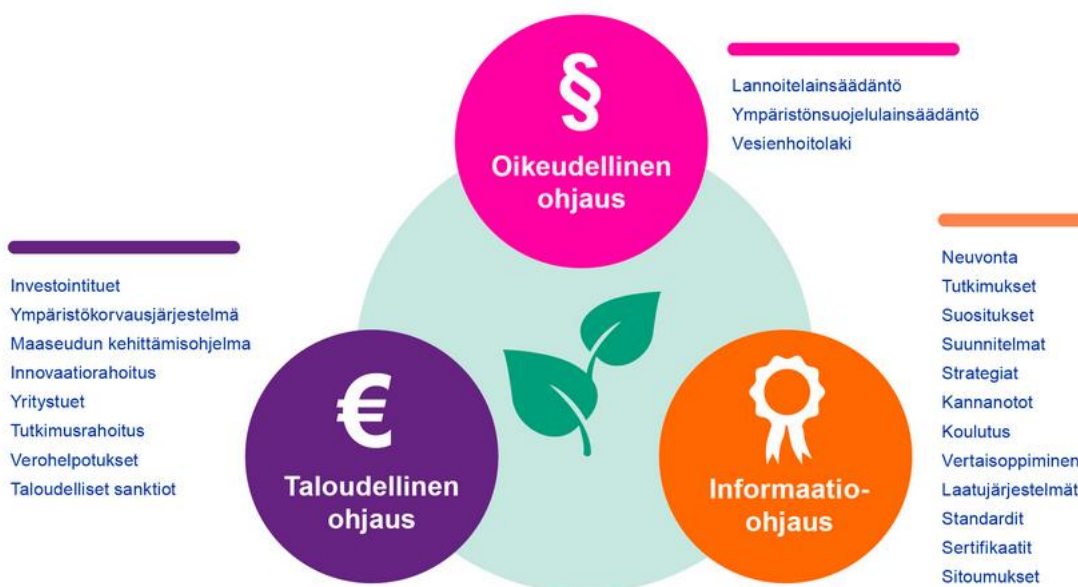 §
Oikeudellinen
ohjaus
Lannoitelainsäädäntö
Ympäristönsuojelulainsäädäntö
Vesienhoitolaki
Investointituet
Ympäristökorvausjärjestelmä
Maaseudun kehittämisohjelma
Innovaatiorahoitus
Yritystuet
Tutkimusrahoitus
Verohelpotukset
Taloudelliset sanktiot
€
Taloudellinen
ohjaus
Informaatio-
ohjaus
Neuvonta
Tutkimukset
Suositukset
Suunnitelmat
Strategiat
Kannanotot
Koulutus
Vertaisoppiminen
Laatujärjestelmät
Standardit
Sertifikaatit
Sitoumukset